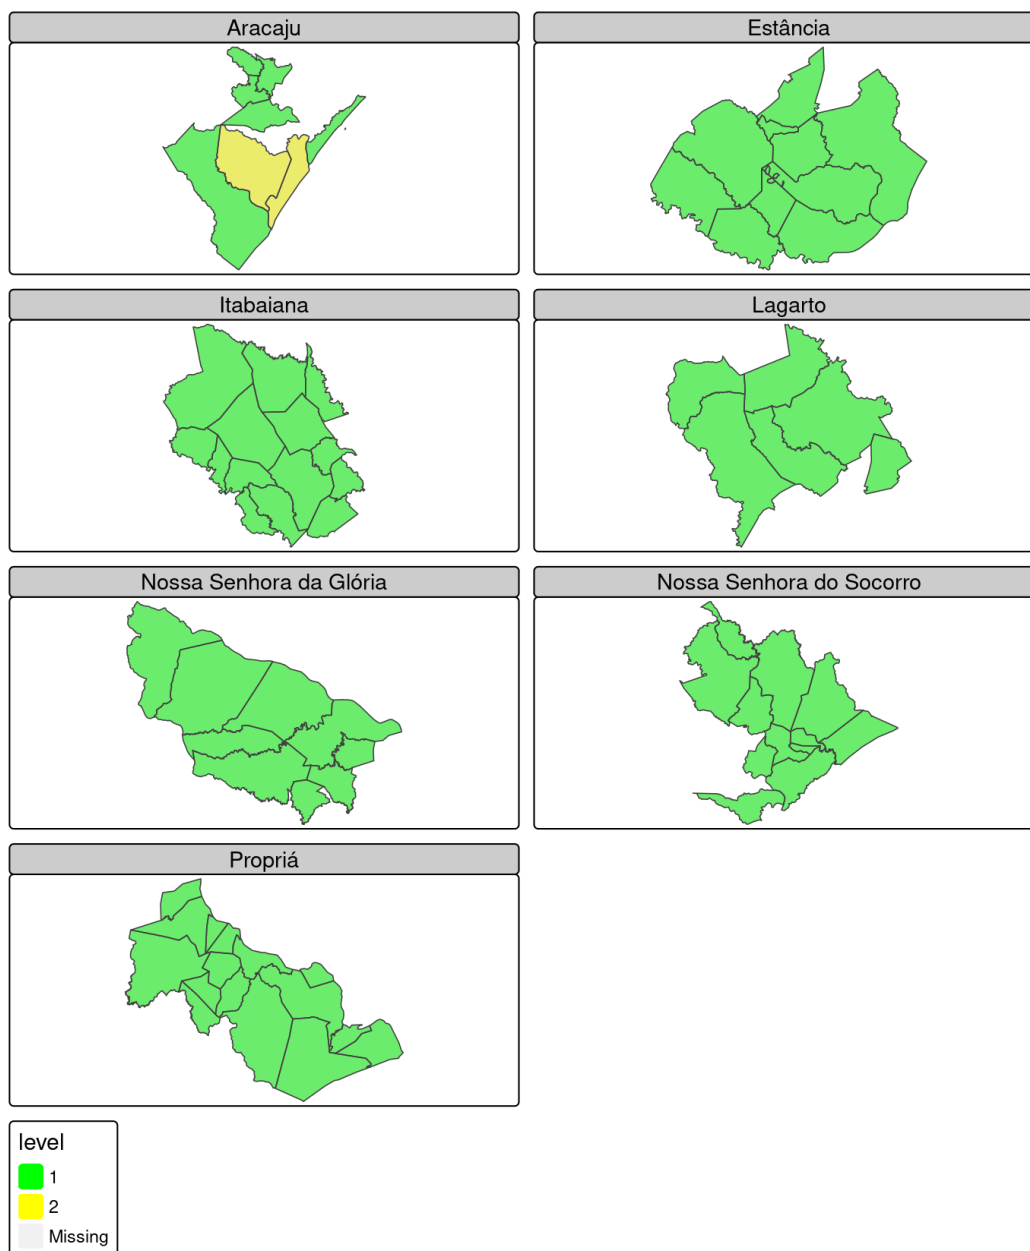 Aracaju
Estância
Itabaiana
Lagarto
Nossa Senhora da Glória
Nossa Senhora do Socorro
Propriá
level
1
2
Missing